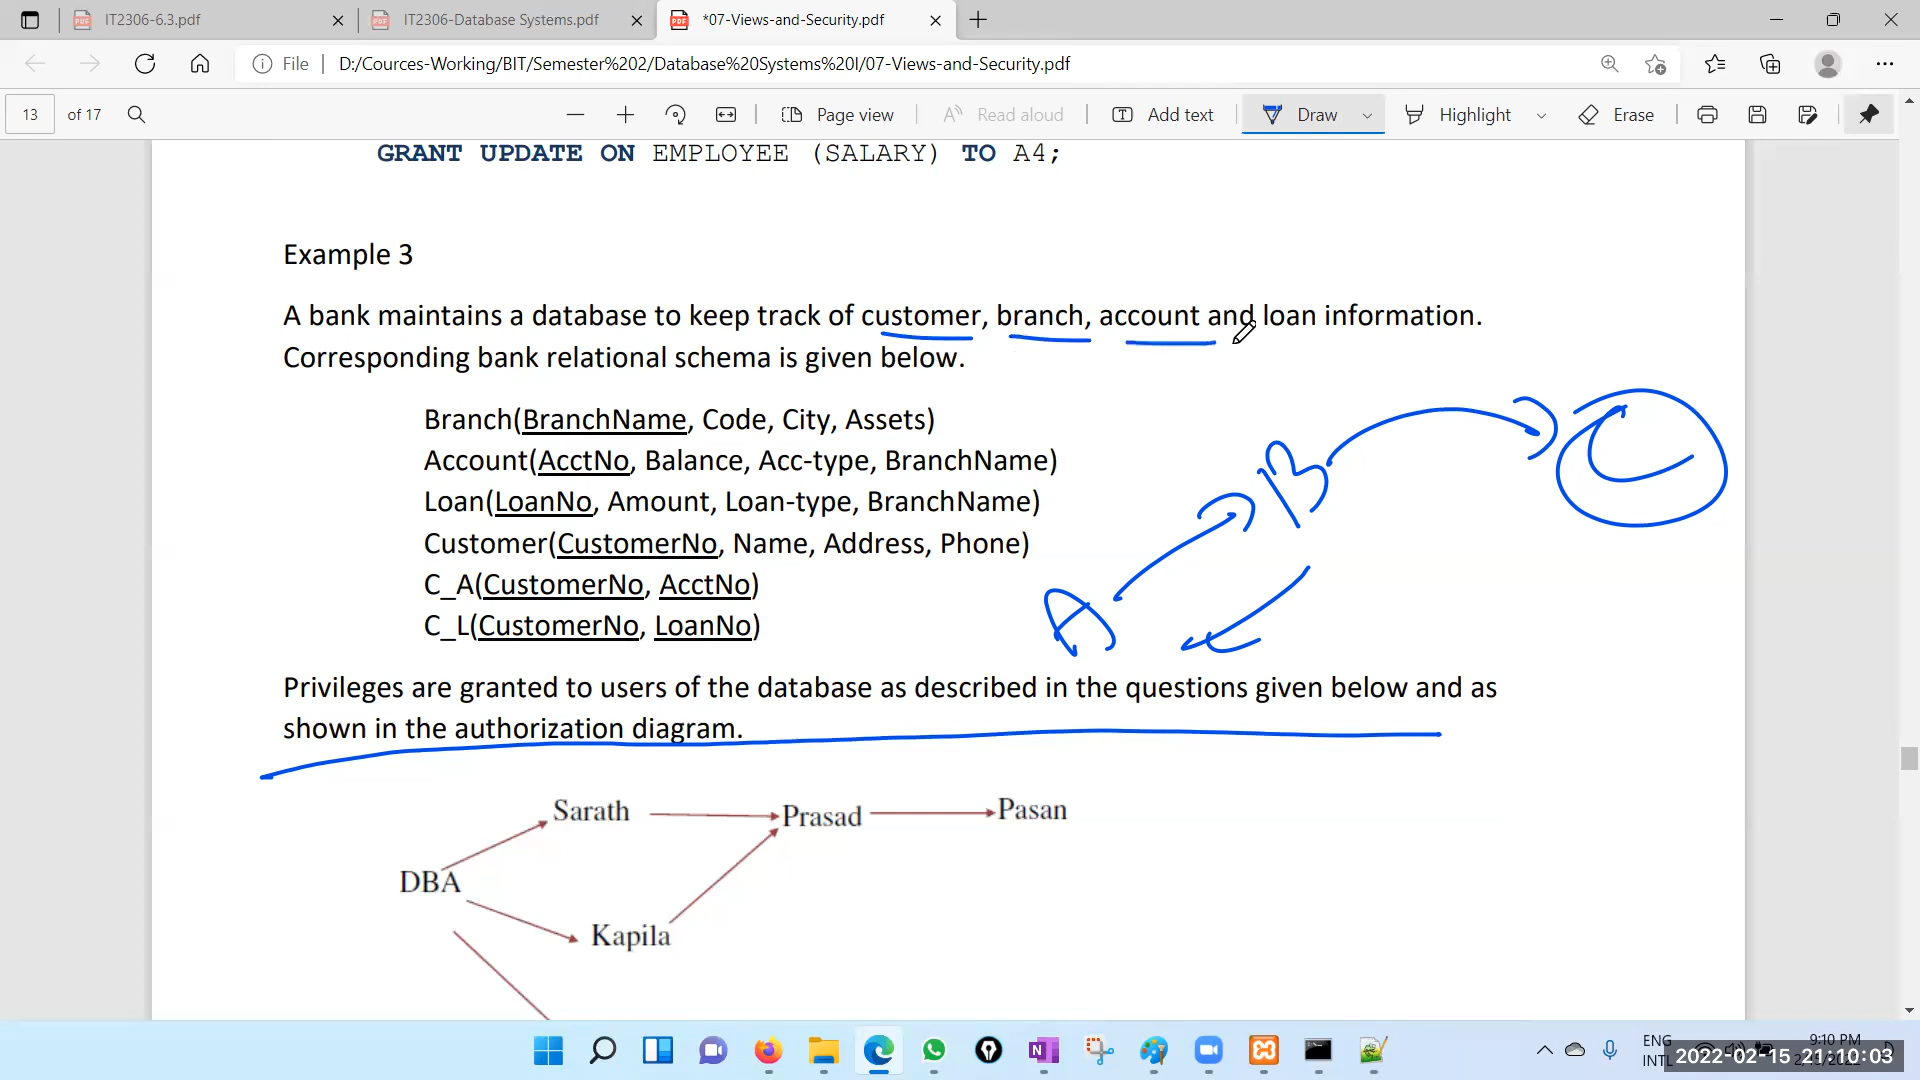 IT2306-6.3.pdf
IT2306-Database Systems.pdf
*07-Views-and-Security.pdf
File
D:/Cources-Working/BIT/Semester%202/Database%20Systems%20I/07-Views-and-Security.pdf
13 of 17
Page view
Read aloud
Add text
Draw
Highlight
Erase
GRANT UPDATE ON EMPLOYEE (SALARY) TO A4;
Example 3
A bank maintains a database to keep track of customer, branch, account and loan information.
Corresponding bank relational schema is given below.
Branch(BranchName, Code, City, Assets)
Account(AcctNo, Balance, Acc-type, BranchName)
Loan(LoanNo, Amount, Loan-type, BranchName)
Customer(CustomerNo, Name, Address, Phone)
C_A(CustomerNo, AcctNo)
C_L(CustomerNo, LoanNo)
A
B
C
Privileges are granted to users of the database as described in the questions given below and as
shown in the authorization diagram.
Sarath
Prasad
Pasan
DBA
Kapila
ENG
INTL
9:10 PM
2022-02-15 21:10:03